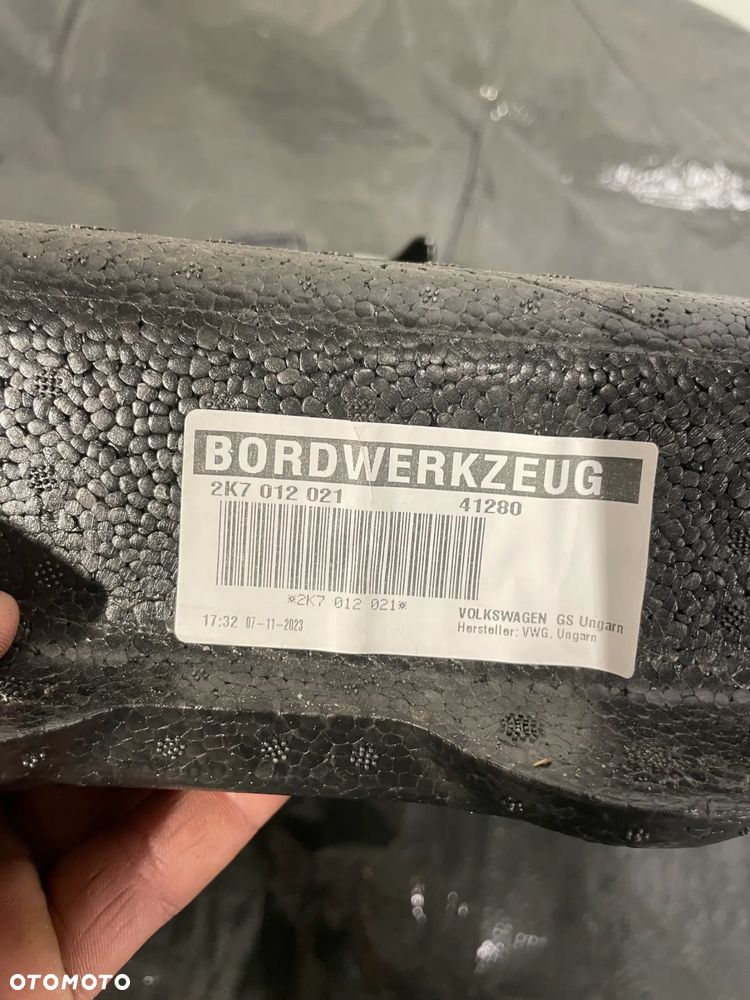 BORDWERKZEUG
2K7 012 021 41280
*2K7 012 021*
17:32 07-11-2023 VOLKSWAGEN GS Ungarn
Hersteller: VWG, Ungarn
OTOMOTO